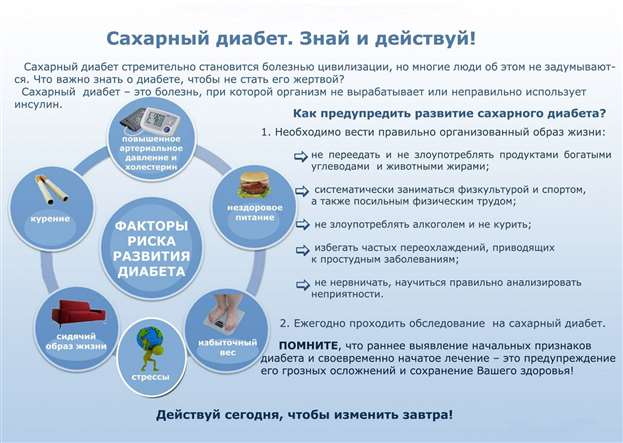 Сахарный диабет. Знай и действуй!
Сахарный диабет стремительно становится болезнью цивилизации, но многие люди об этом не задумывают-
ся. Что важно знать о диабете, чтобы не стать его жертвой?
Сахарный диабет – это болезнь, при которой организм не вырабатывает или неправильно использует
инсулин.
повышенное
артериальное
давление и
холестерин
курение
нездоровое
питание
ФАКТОРЫ
РИСКА
РАЗВИТИЯ
ДИАБЕТА
сидячий
образ жизни
стрессы
избыточный
вес
Как предупредить развитие сахарного диабета?
1. Необходимо вести правильно организованный образ жизни:
не переедать и не злоупотреблять продуктами богатыми
углеводами и животными жирами;
систематически заниматься физкультурой и спортом,
а также посильным физическим трудом;
не злоупотреблять алкоголем и не курить;
избегать частых переохлаждений, приводящих
к простудным заболеваниям;
не нервничать, научиться правильно анализировать
неприятности.
2. Ежегодно проходить обследование на сахарный диабет.
ПОМНИТЕ, что раннее выявление начальных признаков
диабета и своевременно начатое лечение – это предупреждение
его грозных осложнений и сохранение Вашего здоровья!
Действуй сегодня, чтобы изменить завтра!